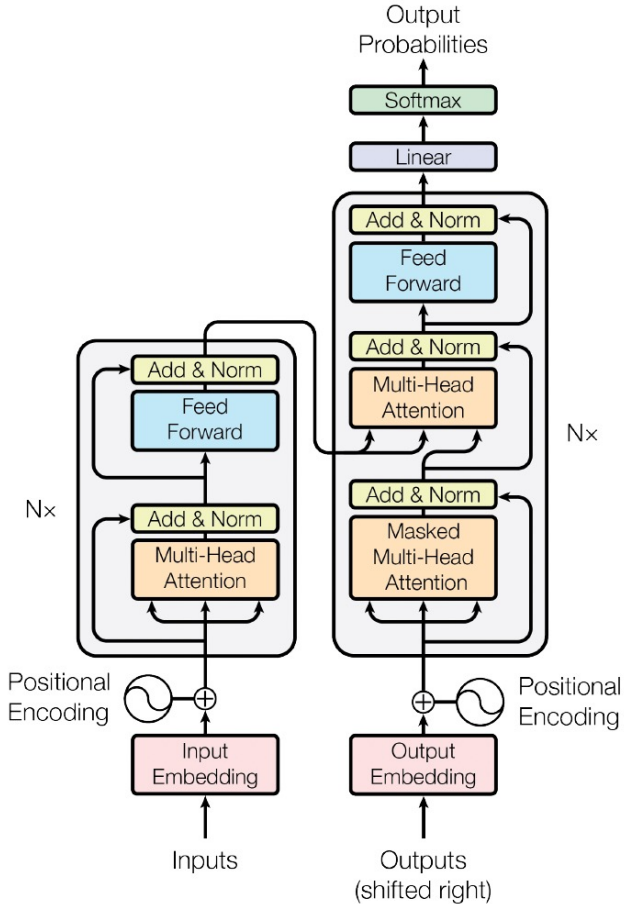 Output
Probabilities
Softmax
Linear
Add & Norm
Feed
Forward
Add & Norm
Multi-Head
Attention
Add & Norm
Masked
Multi-Head
Attention
N×
Add & Norm
Feed
Forward
Add & Norm
Multi-Head
Attention
N×
Positional
Encoding
Positional
Encoding
Input
Embedding
Output
Embedding
Inputs
Outputs
(shifted right)